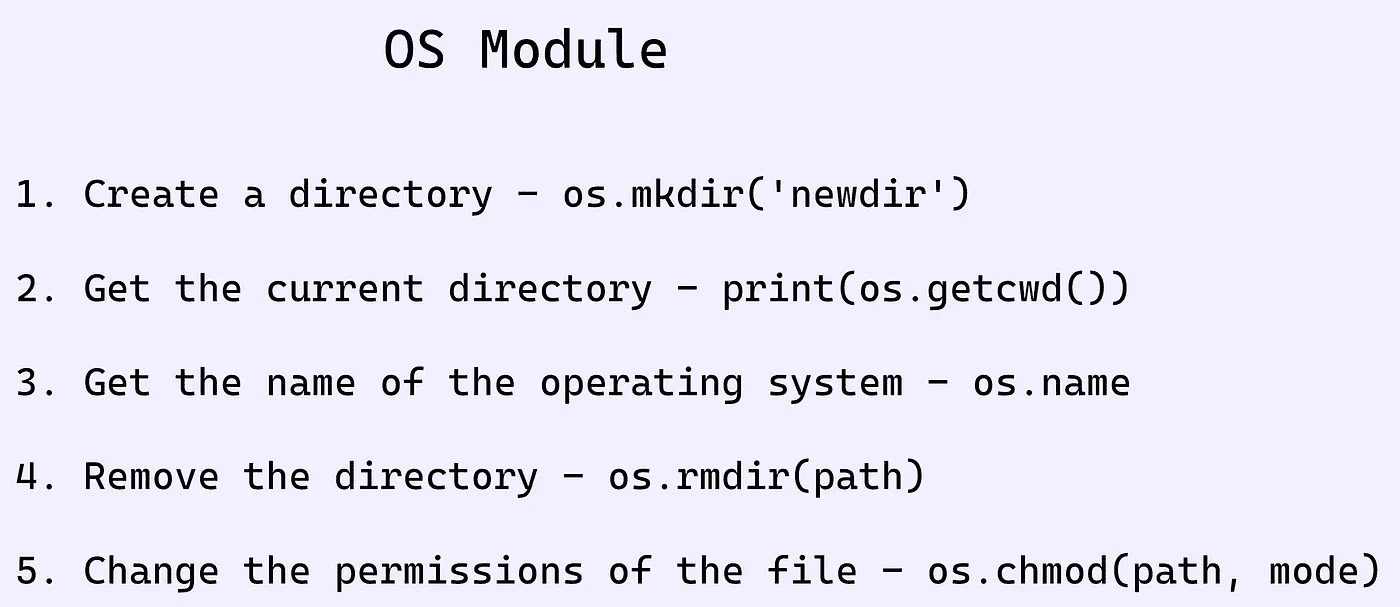 OS Module
1. Create a directory – os.mkdir('newdir')
2. Get the current directory – print(os.getcwd())
3. Get the name of the operating system – os.name
4. Remove the directory – os.rmdir(path)
5. Change the permissions of the file – os.chmod(path, mode)